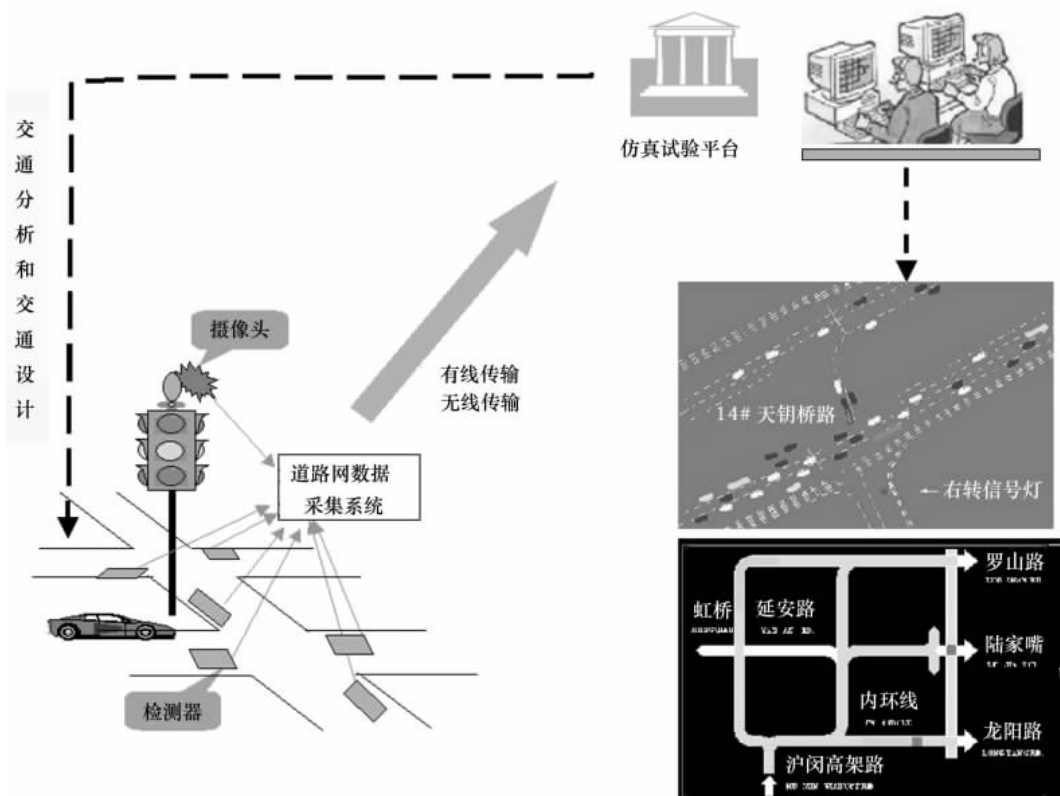 仿真试验平台
交通分析和交通设计
摄像头
有线传输
无线传输
道路网数据
采集系统
检测器
14# 天钥桥路
←右转信号灯
罗山路
虹桥
延安路
陆家嘴
内环线
龙阳路
沪闵高架路